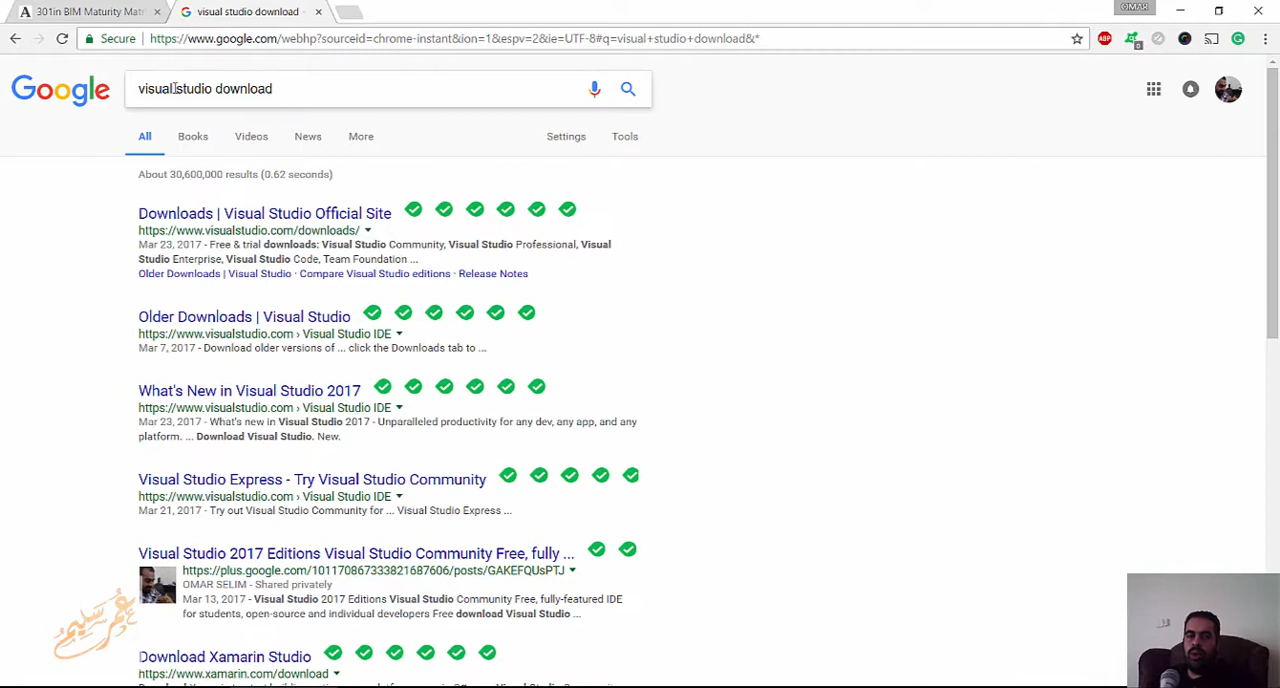 301in BIM Maturity Mat
visual studio download
OMAR
Secure
https://www.google.com/webhp?sourceid=chrome-instant&ion=1&espv=2&ie=UTF-8#q=visual+studio+download&*
ABP
0
Google
visual studio download
All
Books
Videos
News
More
Settings
Tools
About 30,600,000 results (0.62 seconds)
Downloads | Visual Studio Official Site
https://www.visualstudio.com/downloads/
Mar 23, 2017 - Free & trial downloads: Visual Studio Community, Visual Studio Professional, Visual
Studio Enterprise, Visual Studio Code, Team Foundation ...
Older Downloads | Visual Studio · Compare Visual Studio editions · Release Notes
Older Downloads | Visual Studio
https://www.visualstudio.com › Visual Studio IDE
Mar 7, 2017 - Download older versions of ... click the Downloads tab to ...
What's New in Visual Studio 2017
https://www.visualstudio.com › Visual Studio IDE
Mar 23, 2017 - What's new in Visual Studio 2017 - Unparalleled productivity for any dev, any app, and any
platform. ... Download Visual Studio. New.
Visual Studio Express - Try Visual Studio Community
https://www.visualstudio.com › Visual Studio IDE
Mar 21, 2017 - Try out Visual Studio Community for ... Visual Studio Express ...
Visual Studio 2017 Editions Visual Studio Community Free, fully ...
https://plus.google.com/101170867333821687606/posts/GAKEFQUsPTJ
OMAR SELIM - Shared privately
Mar 13, 2017 - Visual Studio 2017 Editions Visual Studio Community Free, fully-featured IDE
for students, open-source and individual developers Free download Visual Studio ...
عمر سليم
Download Xamarin Studio
https://www.xamarin.com/download